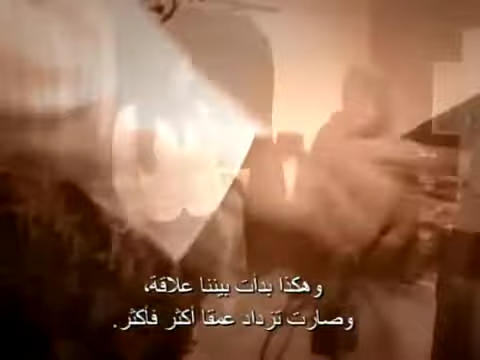 وهكذا بدأت بيننا علاقة،
وصارت تزداد عمقا أكثر فأكثر.